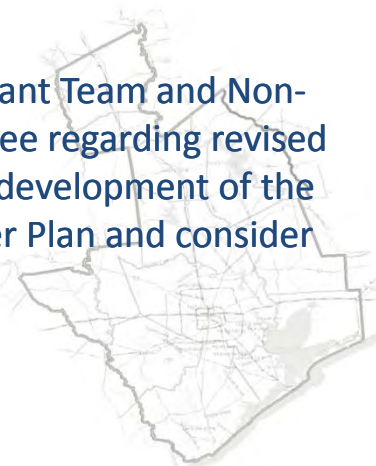 ant Team and Non-
ee regarding revised
development of the
er Plan and consider